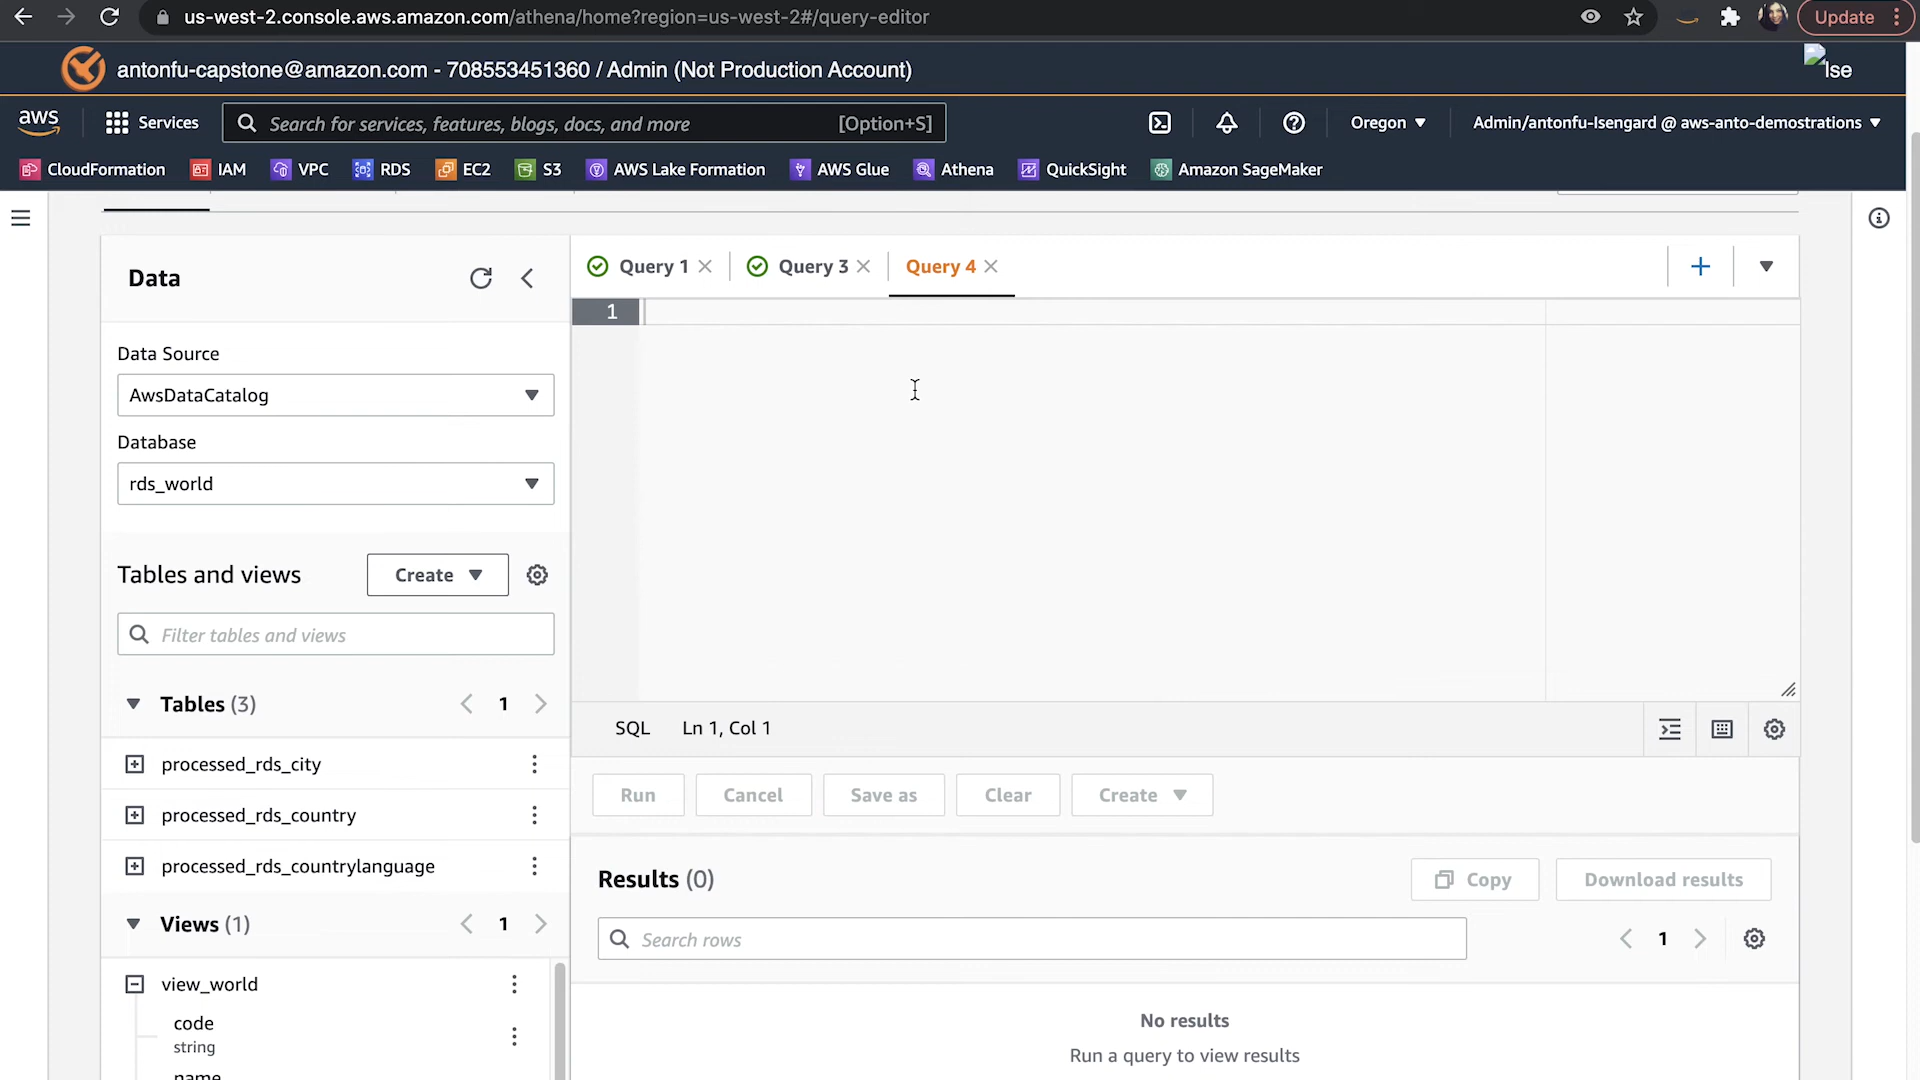 us-west-2.console.aws.amazon.com/athena/home?region=us-west-2#/query-editor
Update
antonfu-capstone@amazon.com - 708553451360 / Admin (Not Production Account)
Ise
aws
Services
Search for services, features, blogs, docs, and more
[Option+S]
Oregon
Admin/antonfu-Isengard @ aws-anto-demostrations
CloudFormation
IAM
VPC
RDS
EC2
S3
AWS Lake Formation
AWS Glue
Athena
QuickSight
Amazon SageMaker
Data
Query 1
Query 3
Query 4
1
Data Source
AwsDataCatalog
Database
rds_world
Tables and views
Create
Filter tables and views
Tables (3)
1
SQL
Ln 1, Col 1
processed_rds_city
processed_rds_country
processed_rds_countrylanguage
Run
Cancel
Save as
Clear
Create
Results (0)
Copy
Download results
Views (1)
1
Search rows
1
view_world
code
string
name
No results
Run a query to view results